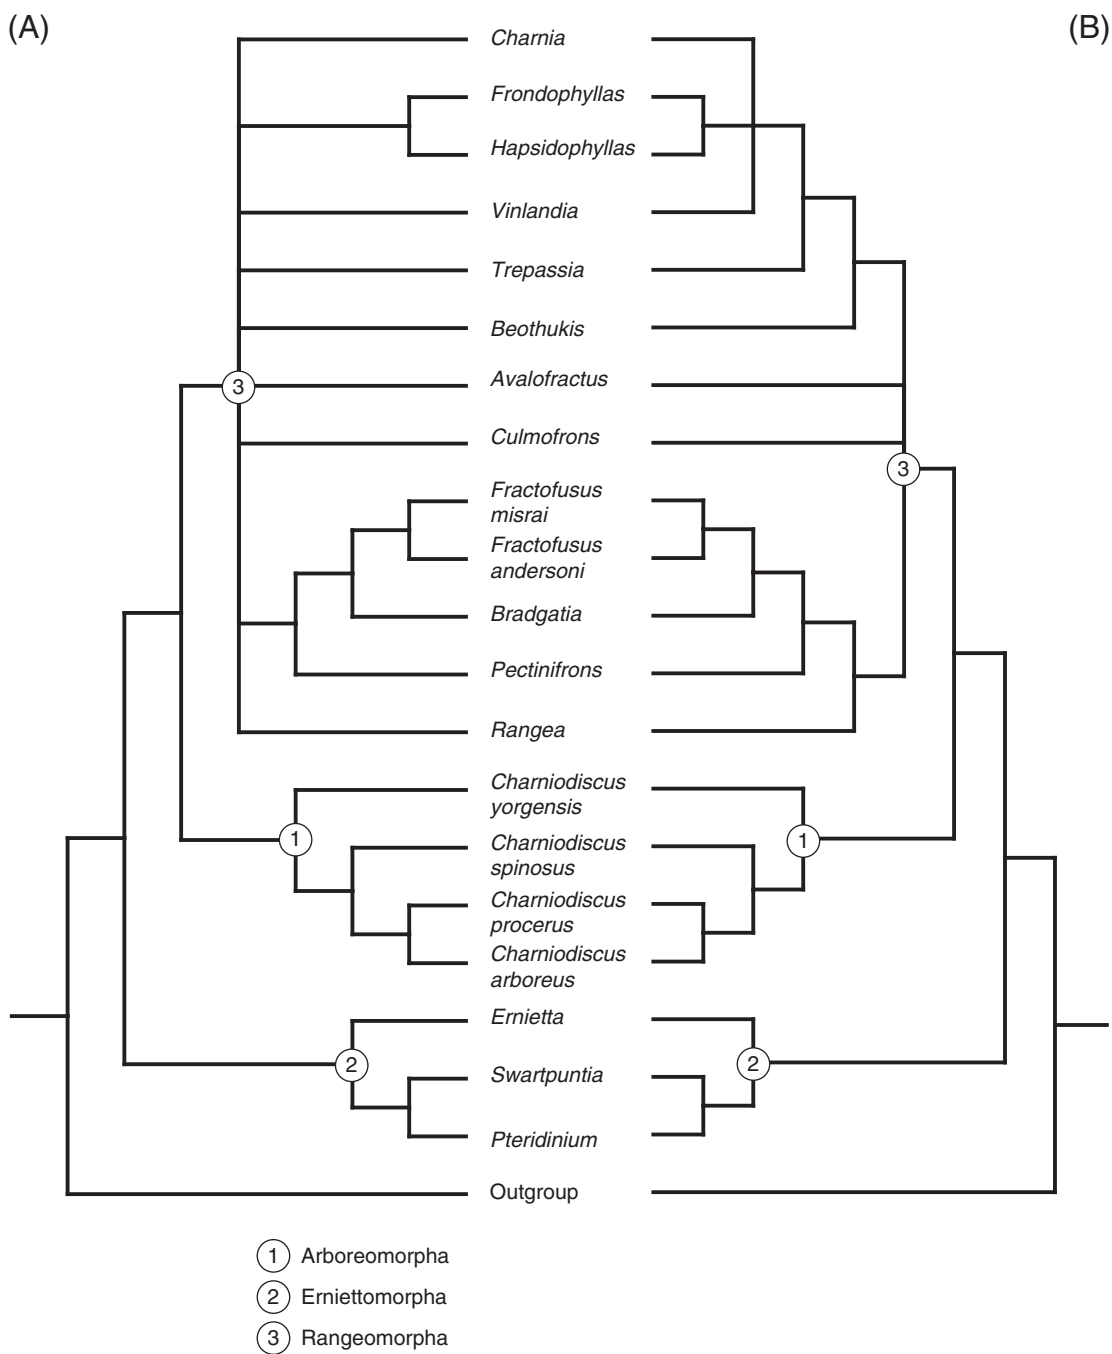 (A)
(B)
Charnia
Frondophyllas
Hapsidophyllas
Vinlandia
Trepassia
Beothukis
3
Avalofractus
Culmofrons
3
Fractofusus
misrai
Fractofusus
andersoni
Bradgatia
Pectinifrons
Rangea
Charniodiscus
yorgensis
1
1
Charniodiscus
spinosus
Charniodiscus
procerus
Charniodiscus
arboreus
Ernietta
2
2
Swartpuntia
Pteridinium
Outgroup
1 Arboreomorpha
2 Erniettomorpha
3 Rangeomorpha